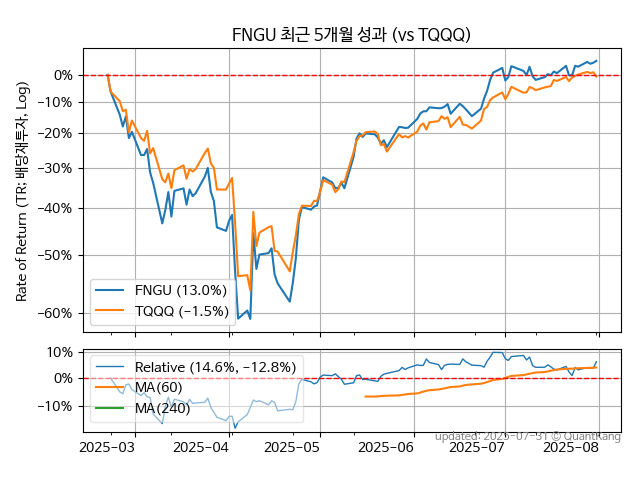 FNGU 최근 5개월 성과 (vs TQQQ)
Rate of Return (TR: 배당재투자, Log)
0%
−10%
−20%
−30%
−40%
−50%
−60%
FNGU (13.0%)
TQQQ (−1.5%)
10%
0%
−10%
Relative (14.6%, −12.8%)
MA(60)
MA(240)
updated: 2025-07-31 © QuantKang
2025-03 2025-04 2025-05 2025-06 2025-07 2025-08